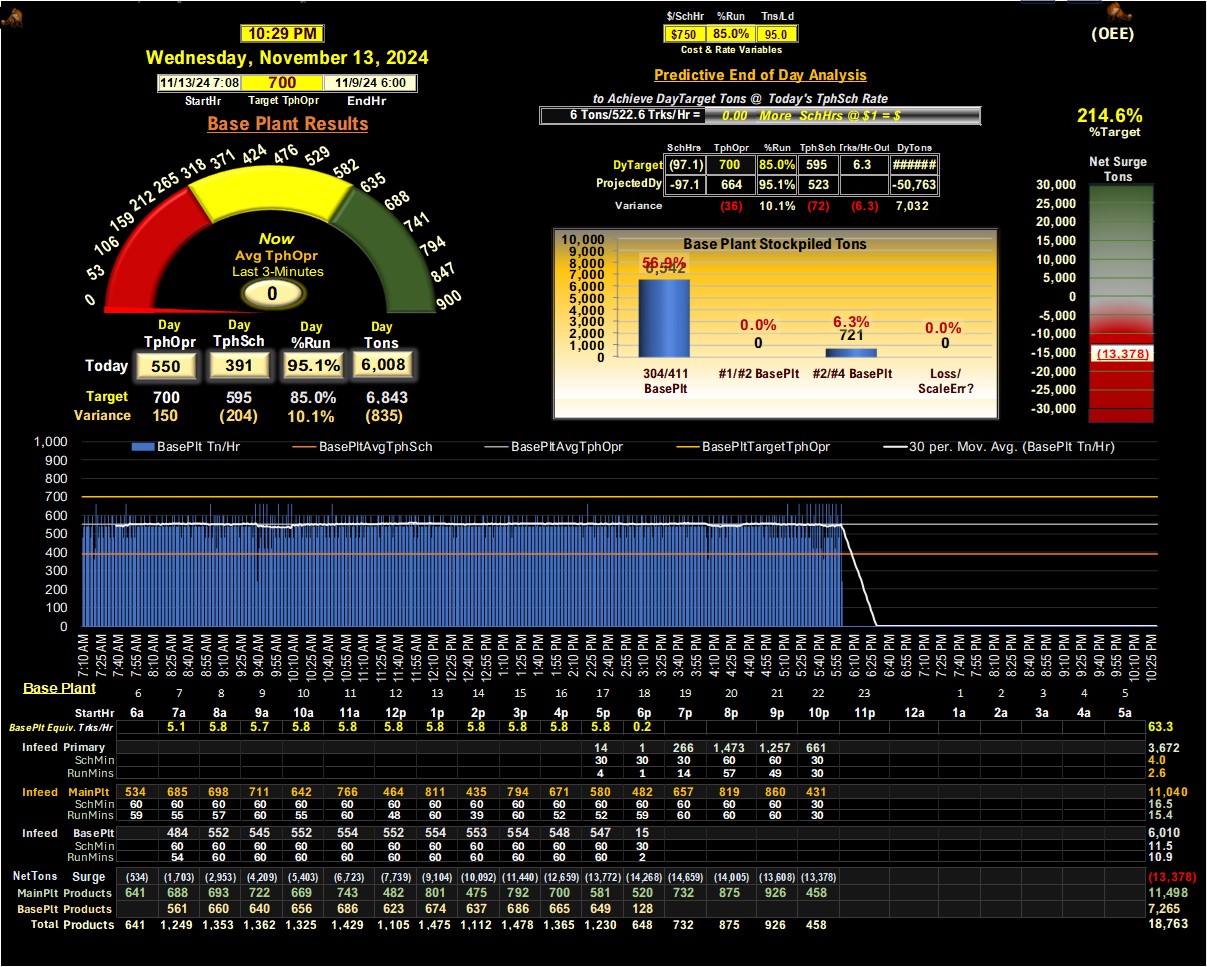 $/SchHr %Run Tns/Ld
$750 85.0% 95.0
Cost & Rate Variables
(OEE)
10:29 PM
Wednesday, November 13, 2024
11/13/24 7:08 700 11/9/24 6:00
StartHr Target TphOpr EndHr
Base Plant Results
Predictive End of Day Analysis
to Achieve DayTarget Tons @ Today's TphSch Rate
6 Tons/522.6 Trks/Hr = 0.00 More SchHrs @ $1 = $
SchHrs TphOpr %Run TphSch Trks/Hr-Out DyTons
DyTarget (97.1) 700 85.0% 595 6.3 ######
ProjectedDy -97.1 664 95.1% 523 -50,763
Variance (36) 10.1% (72) (6.3) 7,032
214.6%
%Target
Net Surge
Tons
30,000
25,000
20,000
15,000
10,000
5,000
0
-5,000
-10,000
-15,000
-20,000
-25,000
-30,000
(13,378)
0 53 106 159 212 265 318 371 424 476 529 582 635 688 741 794 847 900
Now
Avg TphOpr
Last 3-Minutes
0
Day Day Day Day
TphOpr TphSch %Run Tons
Today 550 391 95.1% 6,008
Target 700 595 85.0% 6,843
Variance 150 (204) 10.1% (835)
Base Plant Stockpiled Tons
10,000
9,000
8,000
7,000
6,000
5,000
4,000
3,000
2,000
1,000
0
56.9% 0.0% 6.3% 0.0%
6,542 0 721 0
304/411 #1/#2 BasePlt #2/#4 BasePlt Loss/
BasePlt ScaleErr?
BasePlt Tn/Hr BasePltAvgTphSch BasePltAvgTphOpr BasePltTargetTphOpr 30 per. Mov. Avg. (BasePlt Tn/Hr)
1,000
900
800
700
600
500
400
300
200
100
0
7:10 AM 7:25 AM 7:40 AM 8:10 AM 8:25 AM 8:40 AM 8:55 AM 9:10 AM 9:25 AM 9:40 AM 9:55 AM 10:10 AM 10:25 AM 10:40 AM 10:55 AM 11:10 AM 11:25 AM 11:40 AM 11:55 AM 12:10 PM 12:25 PM 12:40 PM 12:55 PM 1:10 PM 1:25 PM 1:40 PM 1:55 PM 2:10 PM 2:25 PM 2:40 PM 2:55 PM 3:10 PM 3:25 PM 3:40 PM 3:55 PM 4:10 PM 4:25 PM 4:40 PM 4:55 PM 5:10 PM 5:25 PM 5:40 PM 5:55 PM 6:10 PM 6:25 PM 6:40 PM 6:55 PM 7:10 PM 7:25 PM 7:40 PM 7:55 PM 8:10 PM 8:25 PM 8:40 PM 8:55 PM 9:10 PM 9:25 PM 9:40 PM 9:55 PM 10:10 PM 10:25 PM
Base Plant 6 7 8 9 10 11 12 13 14 15 16 17 18 19 20 21 22 23 1 2 3 4 5
StartHr 6a 7a 8a 9a 10a 11a 12p 1p 2p 3p 4p 5p 6p 7p 8p 9p 10p 11p 12a 1a 2a 3a 4a 5a
BasePlt Equiv. Trks/Hr 5.1 5.8 5.7 5.8 5.8 5.8 5.8 5.8 5.8 5.8 5.8 0.2 63.3
Infeed Primary 14 1 266 1,473 1,257 661 3,672
SchMin 30 30 30 60 60 30 4.0
RunMins 4 1 14 57 49 30 2.6
Infeed MainPlt 534 685 698 711 642 766 464 811 435 794 671 580 482 657 819 860 431 11,040
SchMin 60 60 60 60 60 60 60 60 60 60 60 60 60 60 60 60 30 16.5
RunMins 59 55 57 60 55 60 48 60 39 60 52 52 59 60 60 60 30 15.4
Infeed BasePlt 484 552 545 552 554 552 554 553 554 548 547 15 6,010
SchMin 60 60 60 60 60 60 60 60 60 60 60 30 11.5
RunMins 54 60 60 60 60 60 60 60 60 60 60 2 10.9
NetTons Surge (534) (1,703) (2,953) (4,209) (5,403) (6,723) (7,739) (9,104) (10,092) (11,440) (12,659) (13,772) (14,268) (14,659) (14,005) (13,608) (13,378) (13,378)
MainPlt Products 641 688 693 722 669 743 482 801 475 792 700 581 520 732 875 926 458 11,498
BasePlt Products 561 660 640 656 686 623 674 637 686 665 649 128 7,265
Total Products 641 1,249 1,353 1,362 1,325 1,429 1,105 1,475 1,112 1,478 1,365 1,230 648 732 875 926 458 18,763